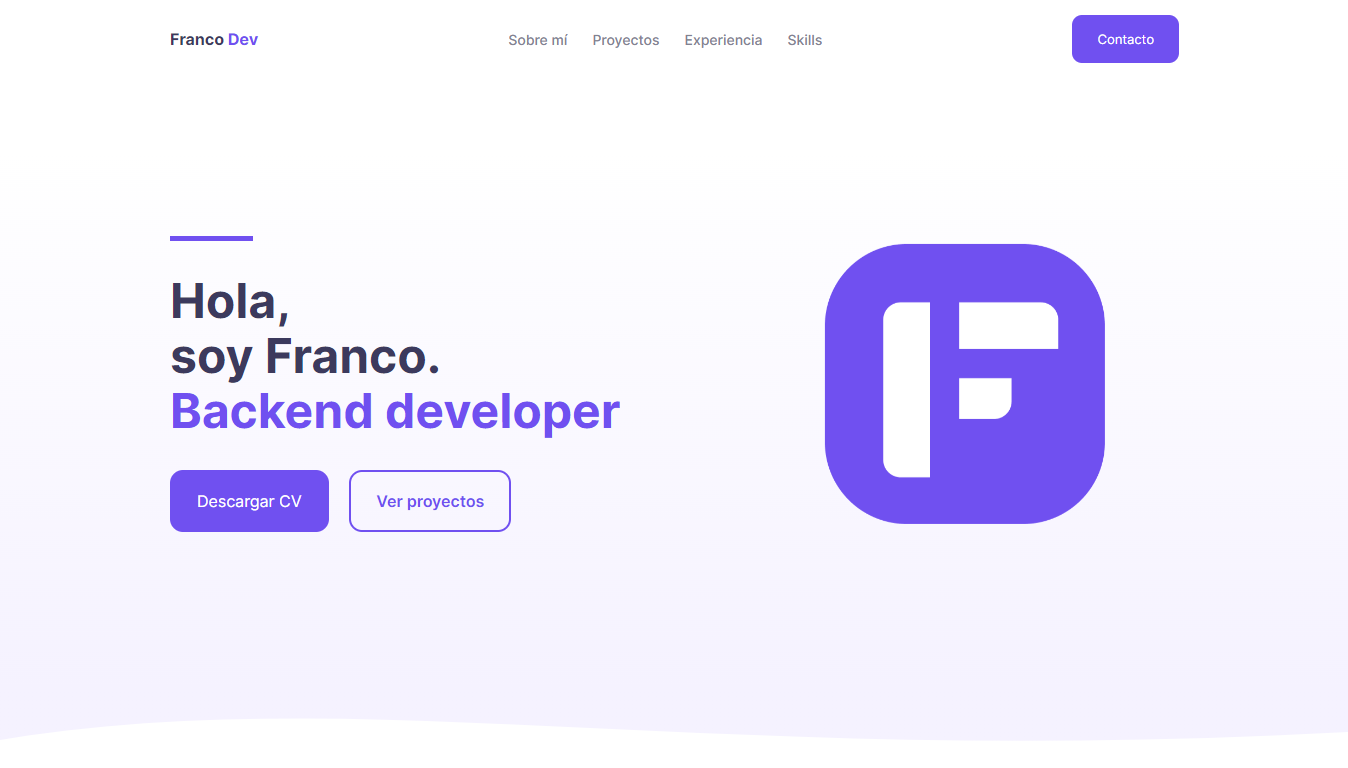 Franco Dev
Sobre mí Proyectos Experiencia Skills
Contacto
Hola,
soy Franco.
Backend developer
Descargar CV
Ver proyectos
F